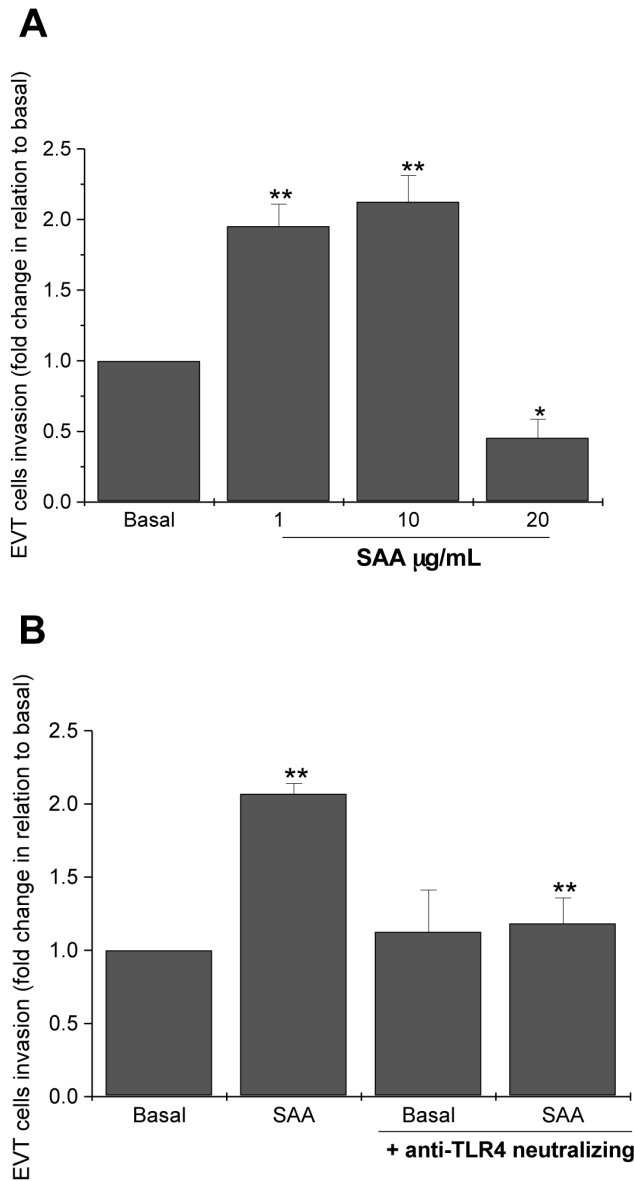 A
EVT cells invasion (fold change in relation to basal)
2.5
2.0
1.5
1.0
0.5
0.0
**
**
*
Basal
1
10
20
SAA µg/mL
B
EVT cells invasion (fold change in relation to basal)
2.5
2.0
1.5
1.0
0.5
0.0
**
**
Basal
SAA
Basal
SAA
+ anti-TLR4 neutralizing